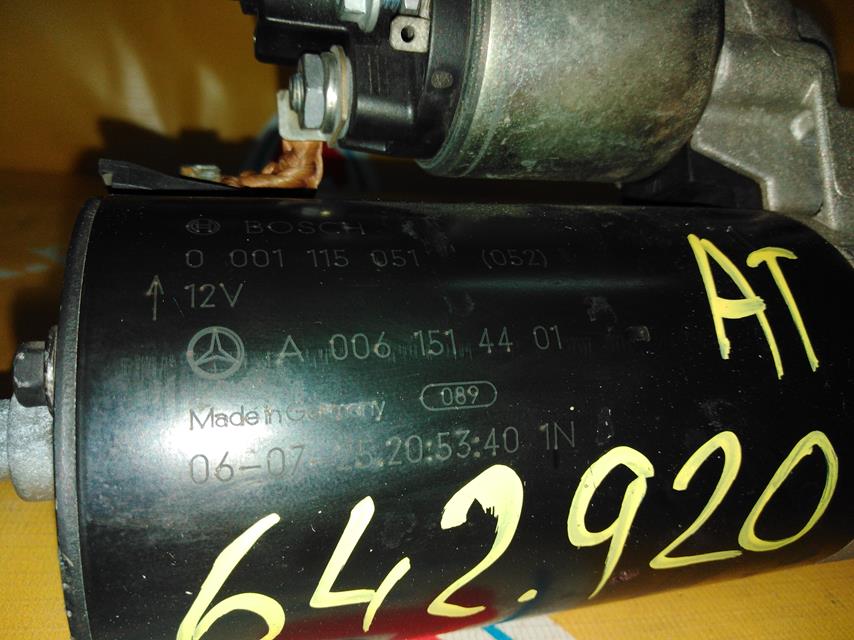 BOSCH
0 001 115 051 (052)
12V
A 006 151 44 01
Made in Germany 089
06-07- 25.20:53:40 1N
AT
642.920